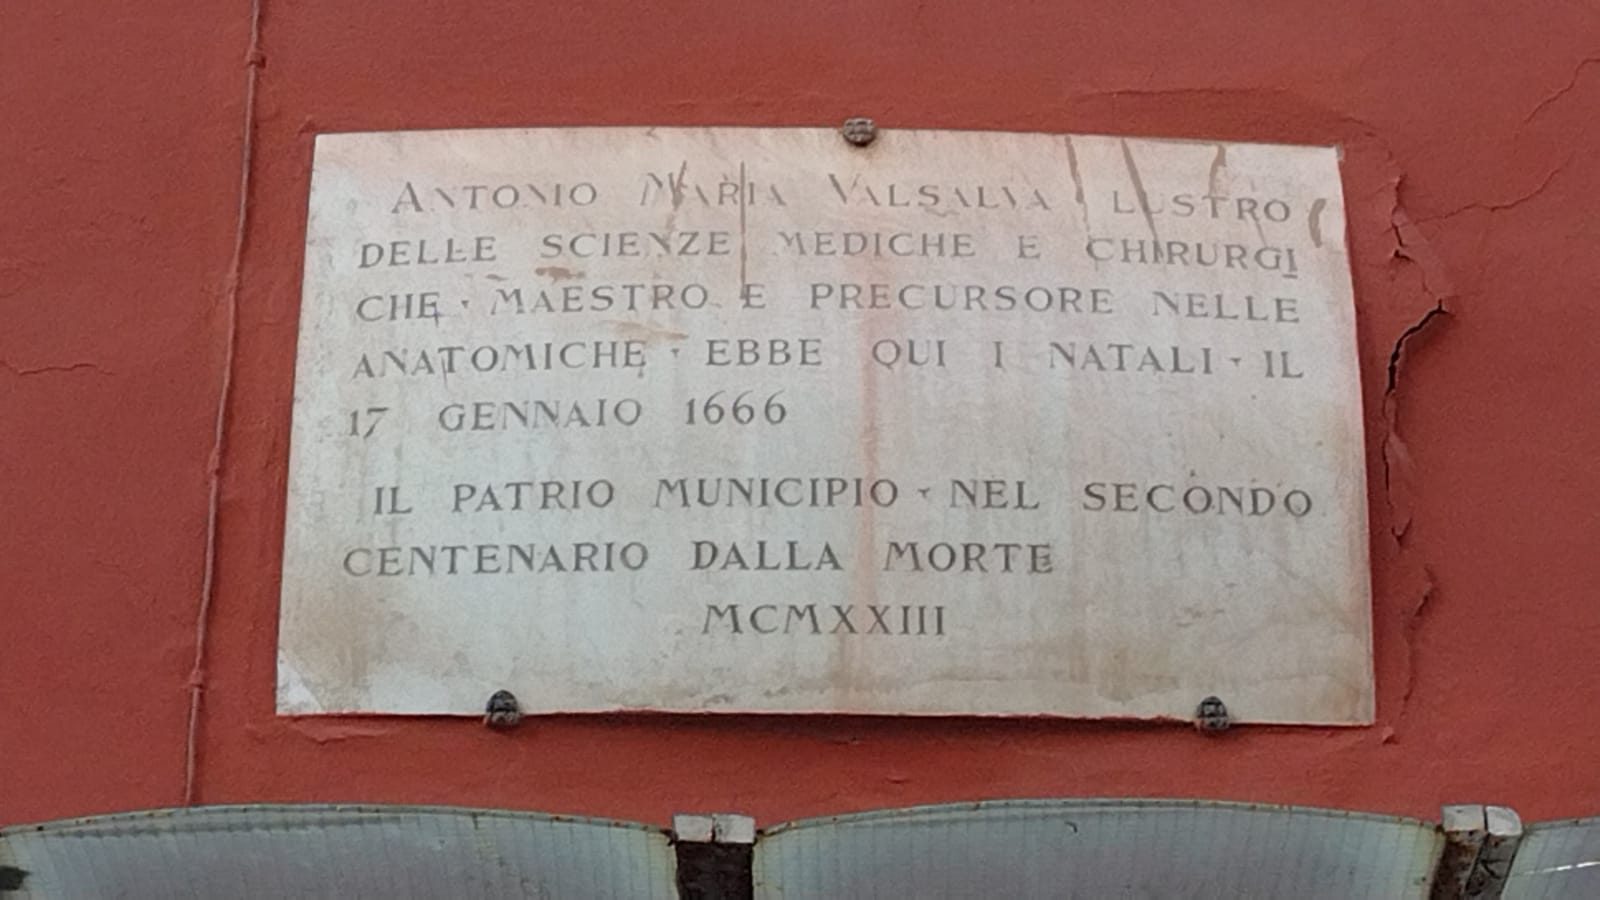 ANTONIO MARIA VALSALVA LUSTRO
DELLE SCIENZE MEDICHE E CHIRURGI
CHE · MAESTRO E PRECURSORE NELLE
ANATOMICHE · EBBE QUI I NATALI · IL
17 GENNAIO 1666
IL PATRIO MUNICIPIO · NEL SECONDO
CENTENARIO DALLA MORTE
MCMXXIII